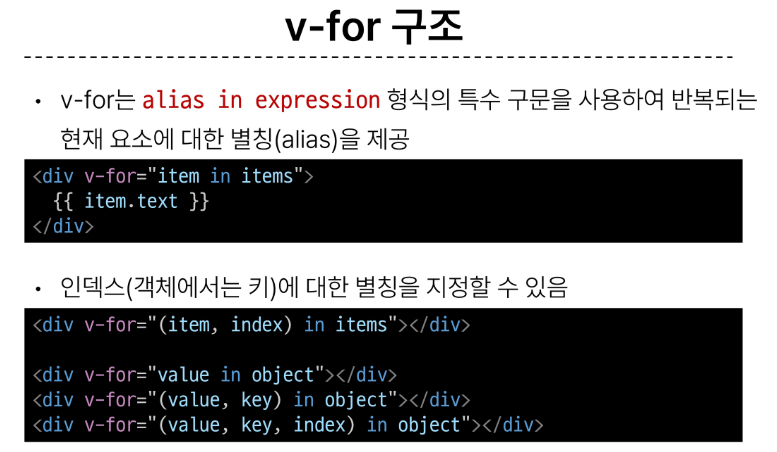 v-for 구조
• v-for는 alias in expression 형식의 특수 구문을 사용하여 반복되는
현재 요소에 대한 별칭(alias)을 제공
<div v-for="item in items">
  {{ item.text }}
</div>
• 인덱스(객체에서는 키)에 대한 별칭을 지정할 수 있음
<div v-for="(item, index) in items"></div>
<div v-for="value in object"></div>
<div v-for="(value, key) in object"></div>
<div v-for="(value, key, index) in object"></div>